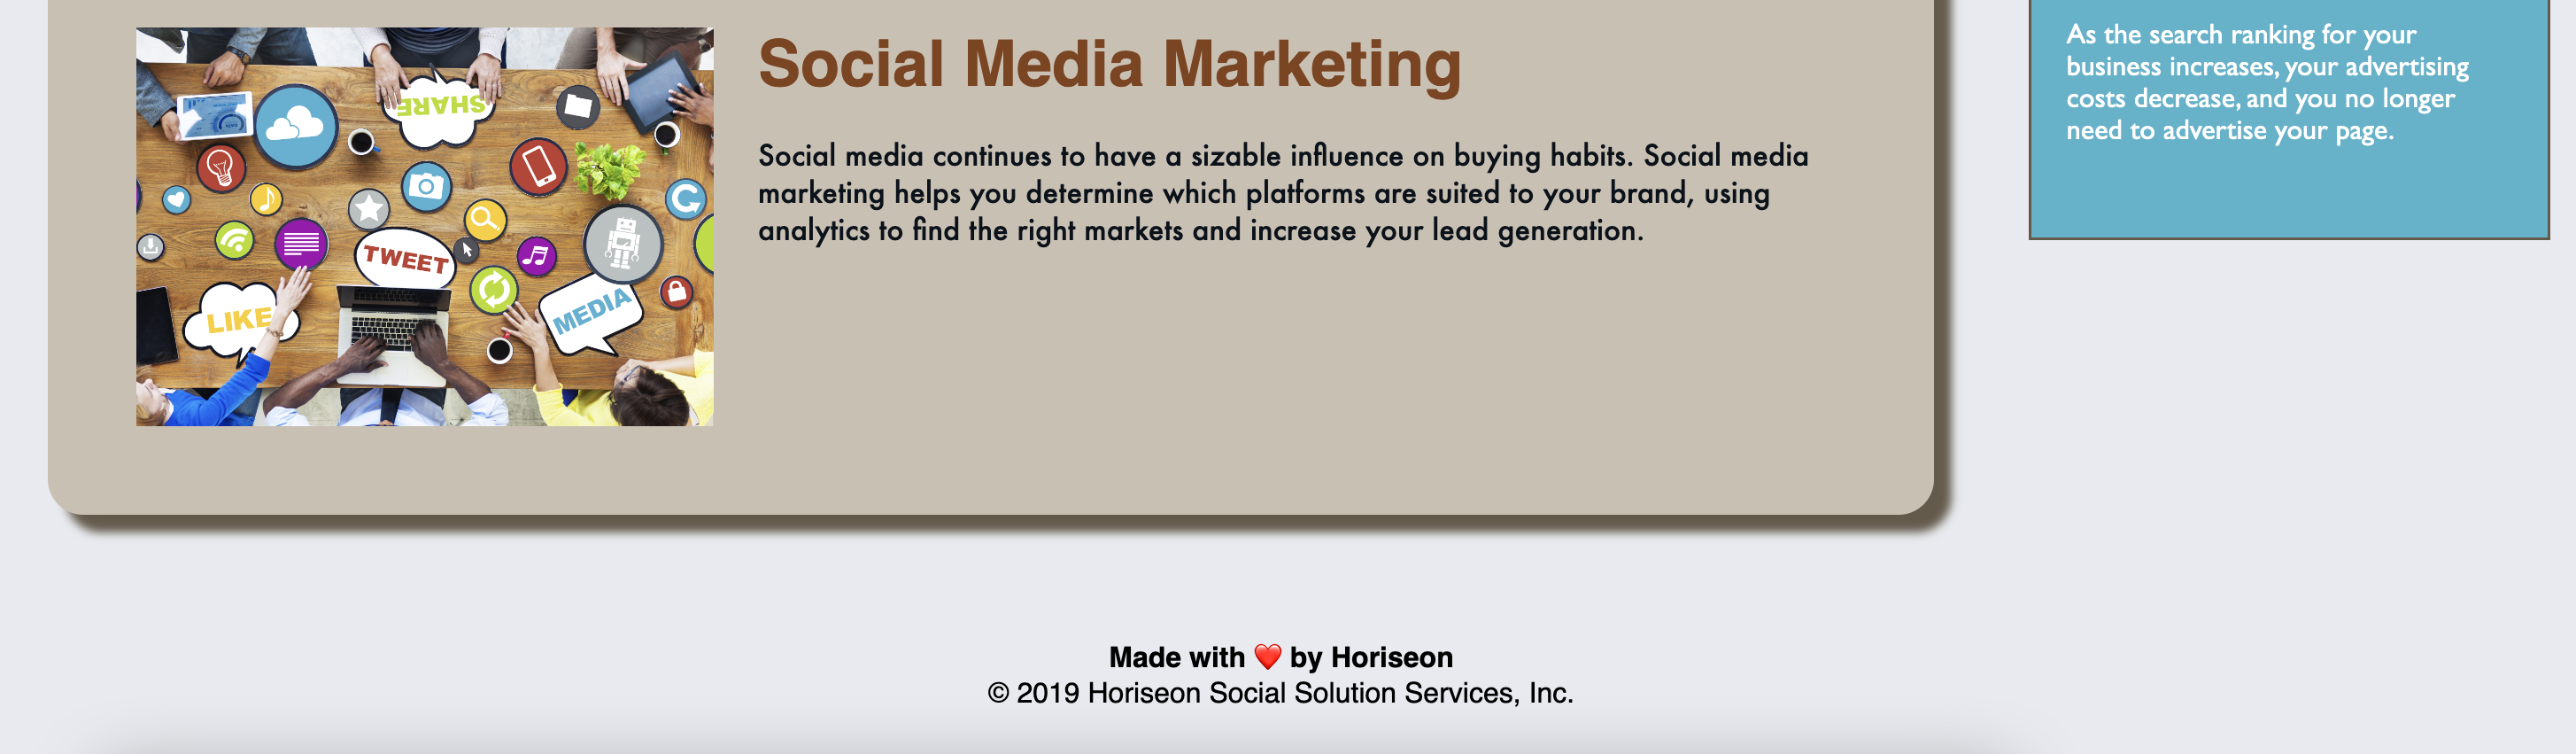 SHARE
TWEET
LIKE
MEDIA
Social Media Marketing
Social media continues to have a sizable influence on buying habits. Social media
marketing helps you determine which platforms are suited to your brand, using
analytics to find the right markets and increase your lead generation.
As the search ranking for your
business increases, your advertising
costs decrease, and you no longer
need to advertise your page.
Made with ❤️ by Horiseon
© 2019 Horiseon Social Solution Services, Inc.